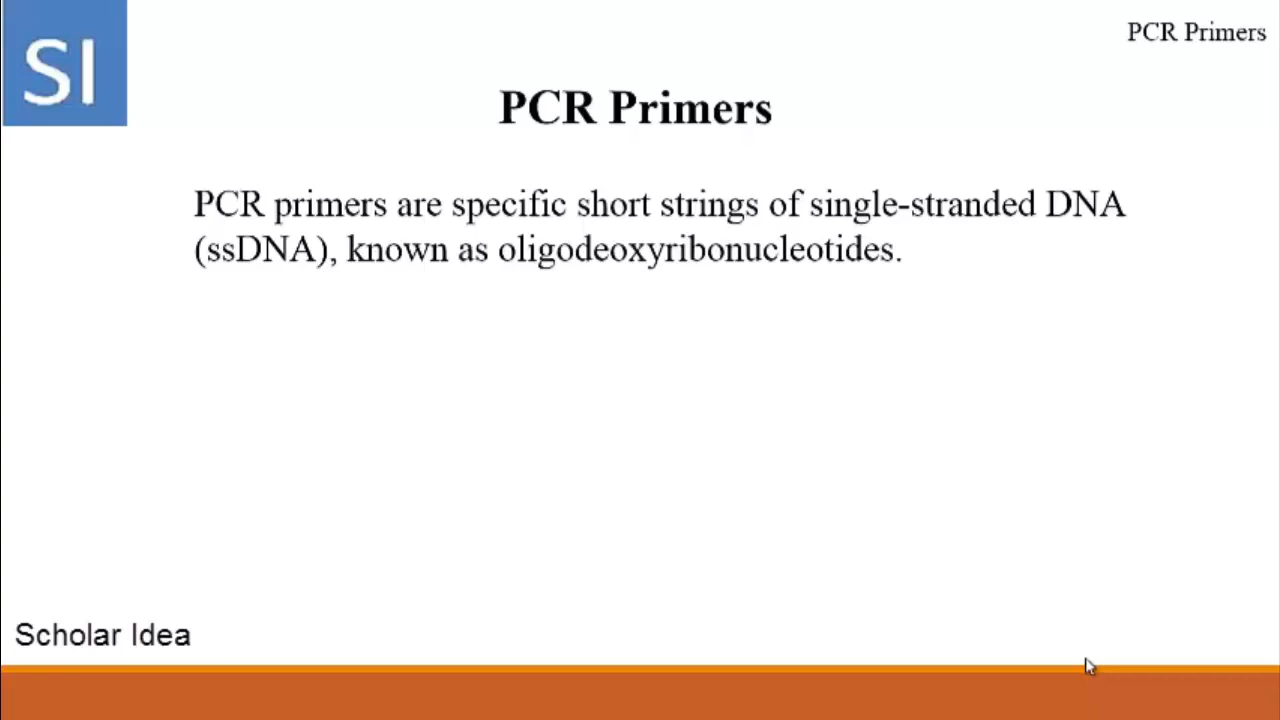 SI
PCR Primers
PCR Primers
PCR primers are specific short strings of single-stranded DNA
(ssDNA), known as oligodeoxyribonucleotides.
Scholar Idea